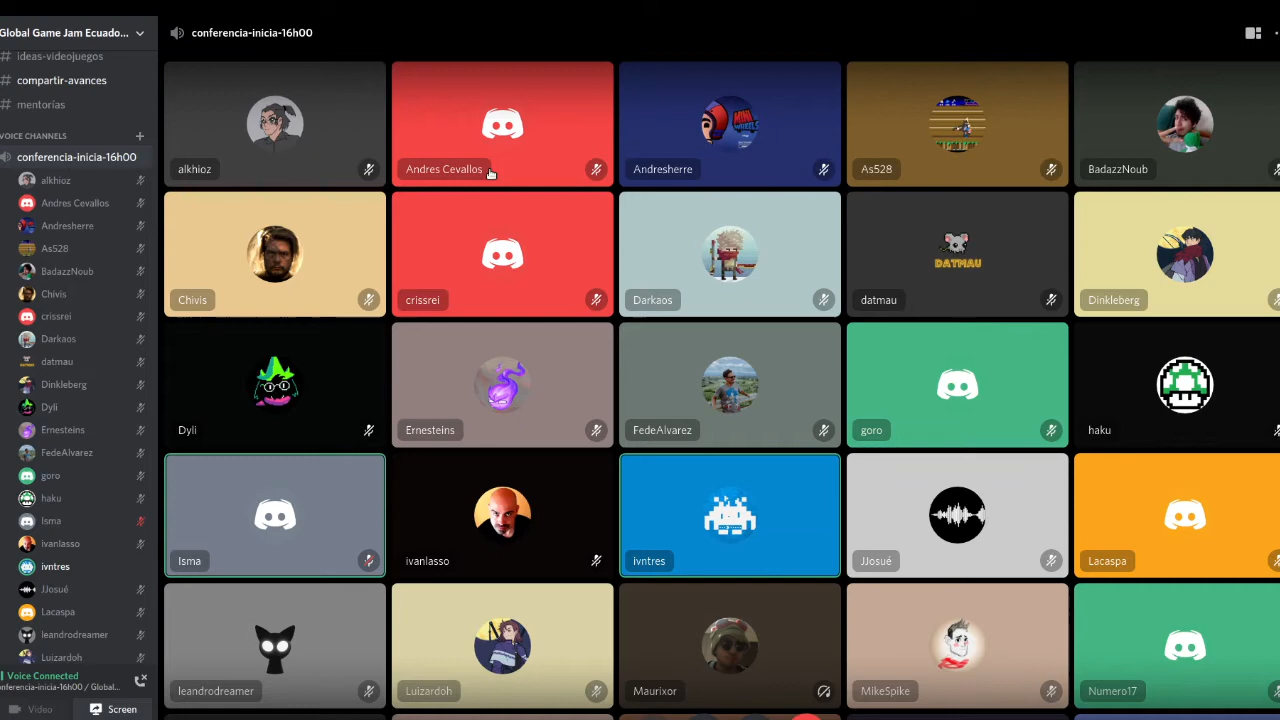 Global Game Jam Ecuado...
# ideas-videojuegos
# compartir-avances
# mentorías
VOICE CHANNELS
conferencia-inicia-16h00
alkhioz
Andres Cevallos
Andresherre
As528
BadazzNoub
Chivis
crissrei
Darkaos
datmau
Dinkleberg
Dyli
Ernesteins
FedeAlvarez
goro
haku
Isma
ivanlasso
ivntres
JJosué
Lacaspa
leandrodreamer
Luizardoh
Voice Connected
onferencia-inicia-16h00 / Global...
Video
Screen
conferencia-inicia-16h00
alkhioz
Andres Cevallos
MINI
WHEELS
Andresherre
As528
BadazzNoub
Chivis
crissrei
Darkaos
DATMAU
datmau
Dinkleberg
Dyli
Ernesteins
FedeAlvarez
goro
haku
Isma
ivanlasso
ivntres
JJosué
Lacaspa
leandrodreamer
Luizardoh
Maurixor
MikeSpike
Numero17